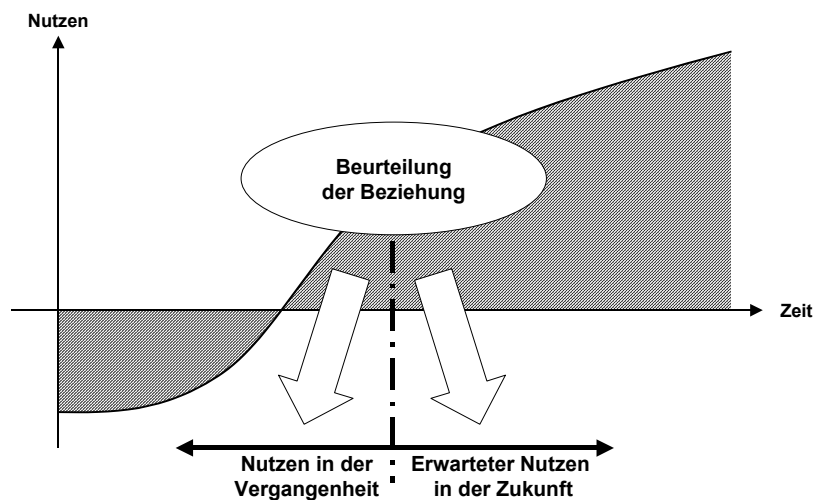 Nutzen
Beurteilung
der Beziehung
Zeit
Nutzen in der
Vergangenheit
Erwarteter Nutzen
in der Zukunft